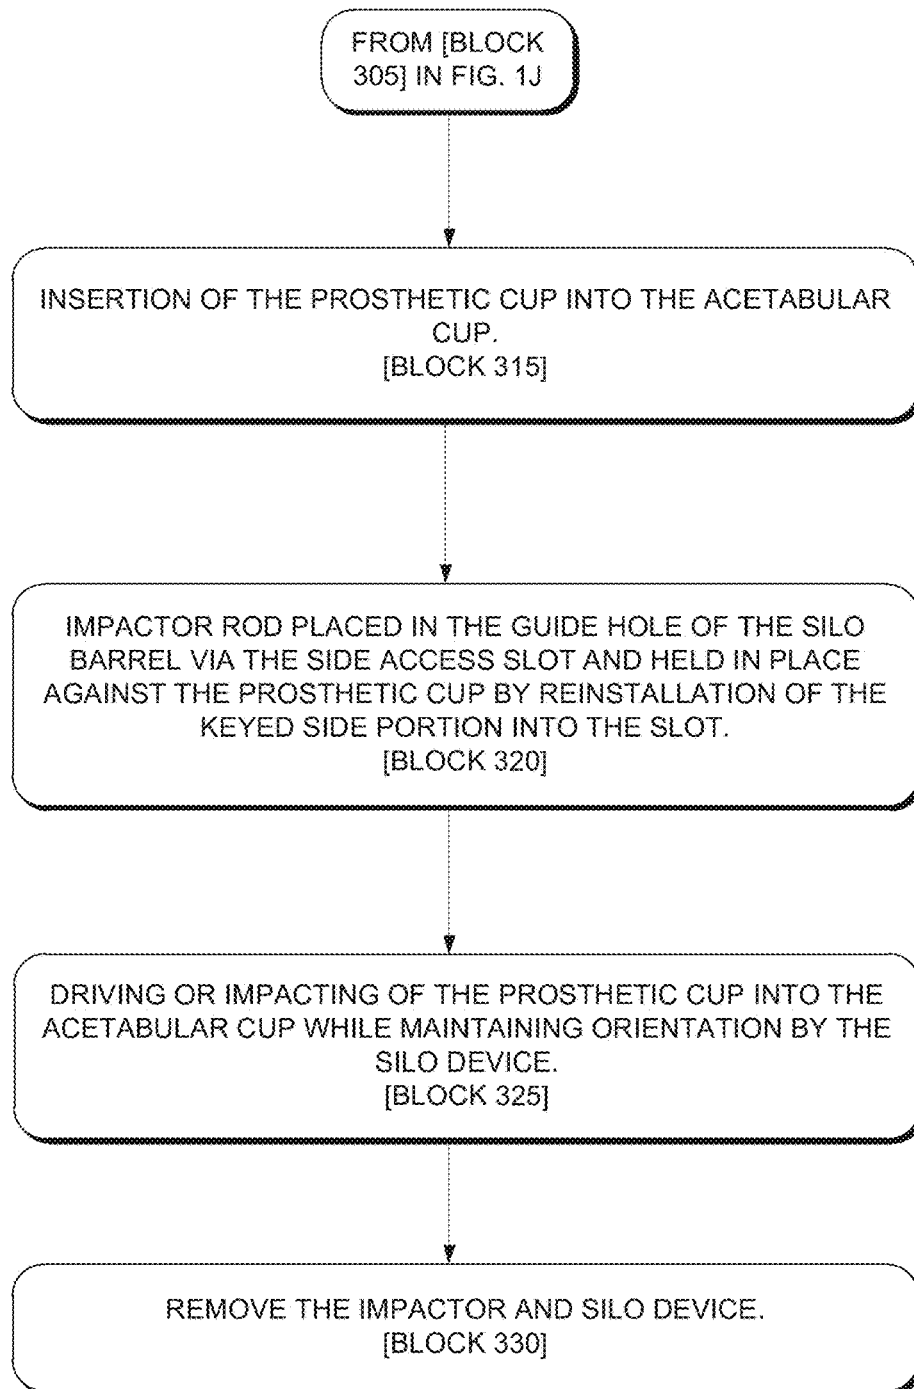 FROM [BLOCK
305] IN FIG. 1J
INSERTION OF THE PROSTHETIC CUP INTO THE ACETABULAR
CUP.
[BLOCK 315]
IMPACTOR ROD PLACED IN THE GUIDE HOLE OF THE SILO
BARREL VIA THE SIDE ACCESS SLOT AND HELD IN PLACE
AGAINST THE PROSTHETIC CUP BY REINSTALLATION OF THE
KEYED SIDE PORTION INTO THE SLOT.
[BLOCK 320]
DRIVING OR IMPACTING OF THE PROSTHETIC CUP INTO THE
ACETABULAR CUP WHILE MAINTAINING ORIENTATION BY THE
SILO DEVICE.
[BLOCK 325]
REMOVE THE IMPACTOR AND SILO DEVICE.
[BLOCK 330]